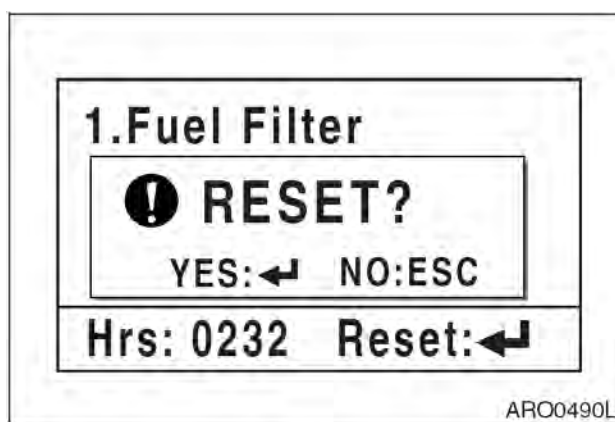 1.Fuel Filter
! RESET?
YES:↵ NO:ESC
Hrs: 0232 Reset:↵
ARO0490L